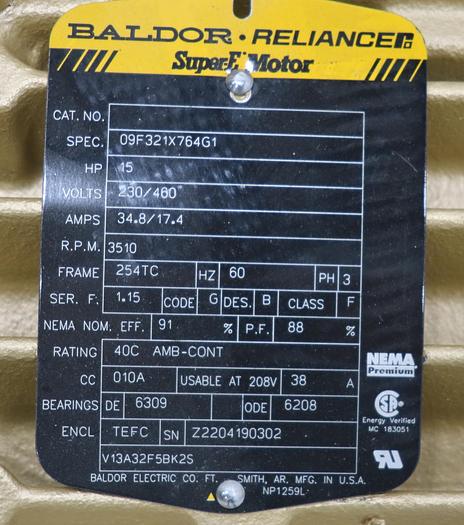 BALDOR · RELIANCE
Super-E Motor
CAT. NO.
SPEC. 09F321X764G1
HP 15
VOLTS 230/460
AMPS 34.8/17.4
R.P.M. 3510
FRAME 254TC HZ 60 PH 3
SER. F. 1.15 CODE G DES. B CLASS F
NEMA NOM. EFF. 91 % P.F. 88 %
RATING 40C AMB-CONT
NEMA
Premium
CC 010A USABLE AT 208V 38 A
BEARINGS DE 6309 ODE 6208
Energy Verified
MC 183051
ENCL TEFC SN Z2204190302
V13A32F5BK2S
BALDOR ELECTRIC CO. FT. SMITH, AR. MFG. IN U.S.A.
NP1259L